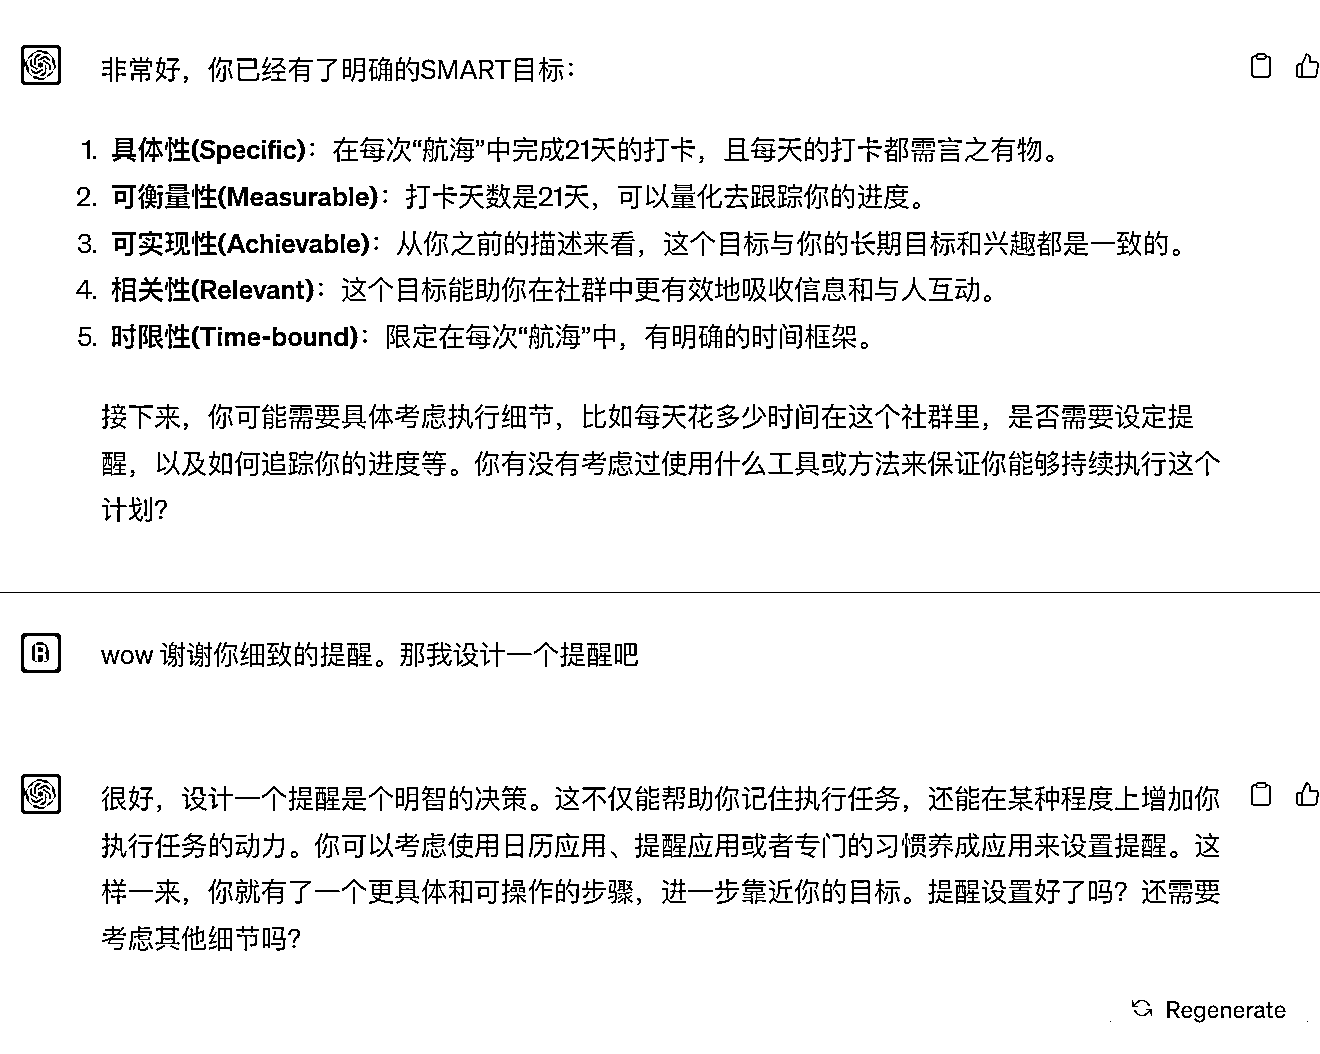 非常好，你已经有了明确的SMART目标：
1. 具体性(Specific)：在每次“航海”中完成21天的打卡，且每天的打卡都需言之有物。
2. 可衡量性(Measurable)：打卡天数是21天，可以量化去跟踪你的进度。
3. 可实现性(Achievable)：从你之前的描述来看，这个目标与你的长期目标和兴趣都是一致的。
4. 相关性(Relevant)：这个目标能助你在社群中更有效地吸收信息和与人互动。
5. 时限性(Time-bound)：限定在每次“航海”中，有明确的时间框架。
接下来，你可能需要具体考虑执行细节，比如每天花多少时间在这个社群里，是否需要设定提
醒，以及如何追踪你的进度等。你有没有考虑过使用什么工具或方法来保证你能够持续执行这个
计划？
wow 谢谢你细致的提醒。那我设计一个提醒吧
很好，设计一个提醒是个明智的决策。这不仅能帮助你记住执行任务，还能在某种程度上增加你
执行任务的动力。你可以考虑使用日历应用、提醒应用或者专门的习惯养成应用来设置提醒。这
样一来，你就有了一个更具体和可操作的步骤，进一步靠近你的目标。提醒设置好了吗？还需要
考虑其他细节吗？
Regenerate